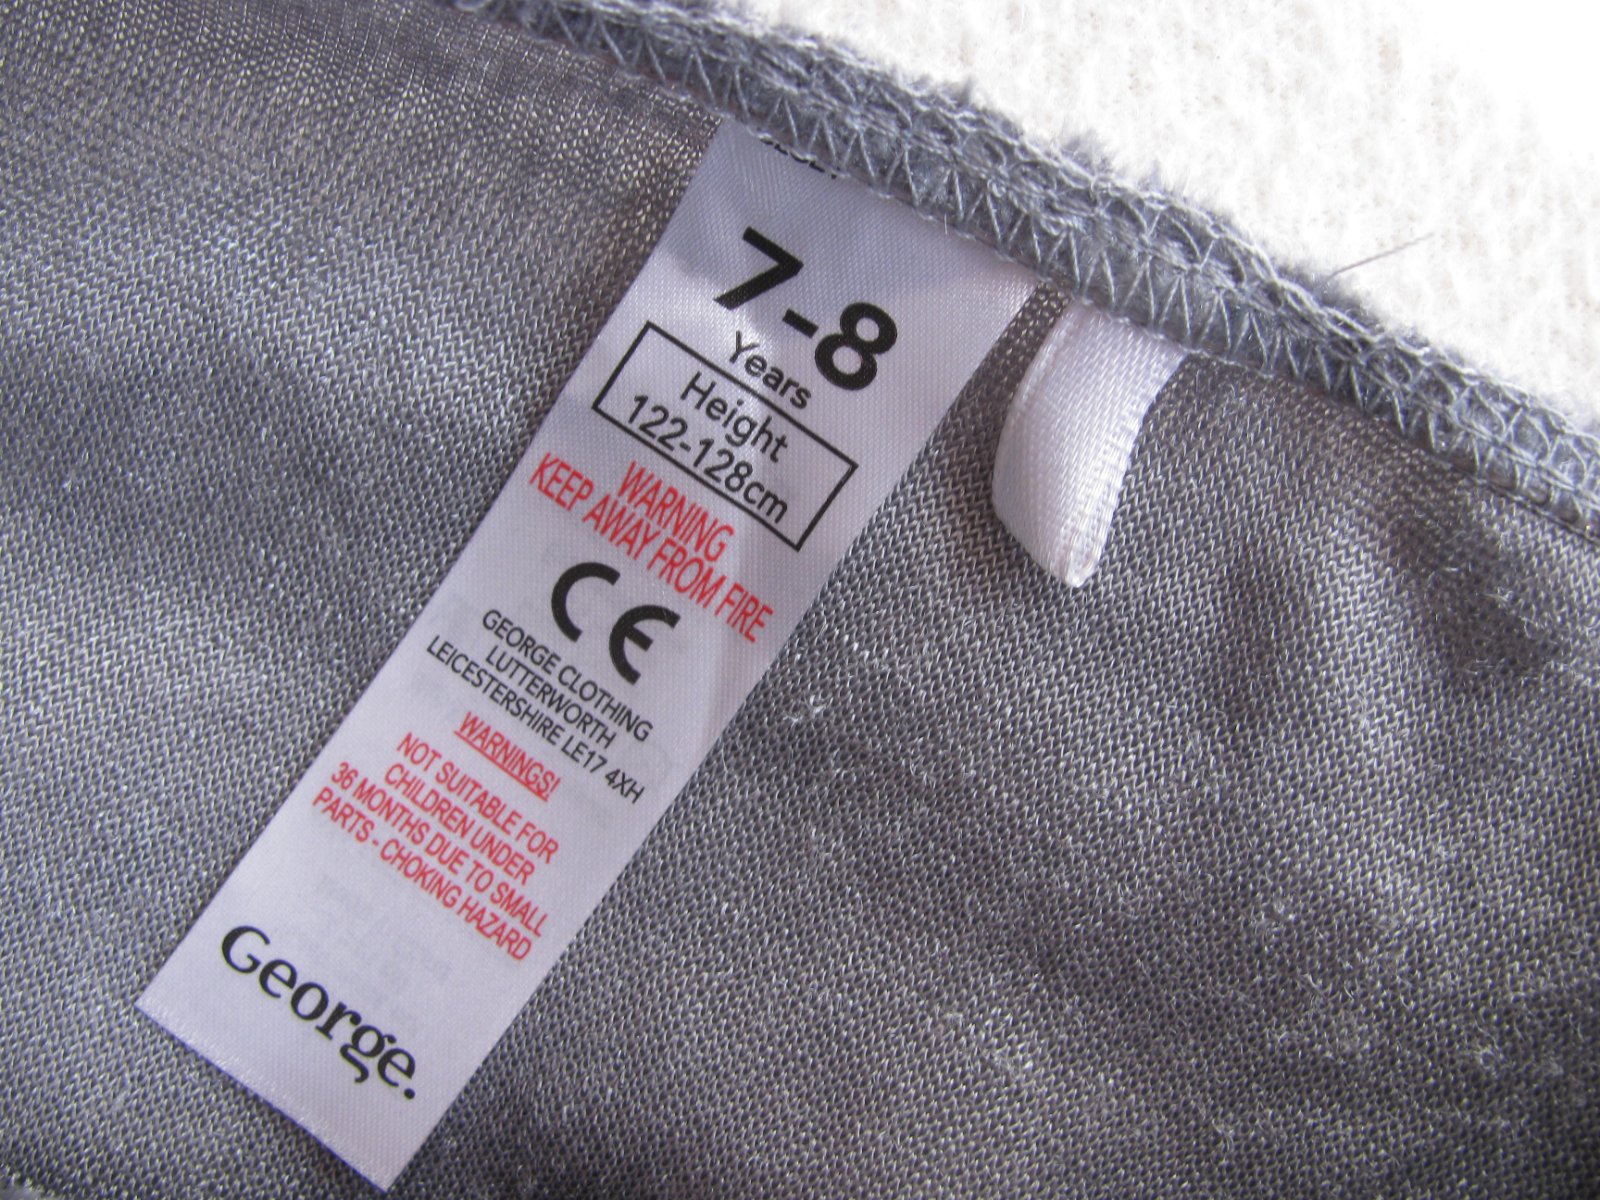 7-8
Years
Height
122-128cm
WARNING
KEEP AWAY FROM FIRE
CE
GEORGE CLOTHING
LUTTERWORTH
LEICESTERSHIRE LE17 4XH
WARNINGS!
NOT SUITABLE FOR
CHILDREN UNDER
36 MONTHS DUE TO SMALL
PARTS - CHOKING HAZARD
George.